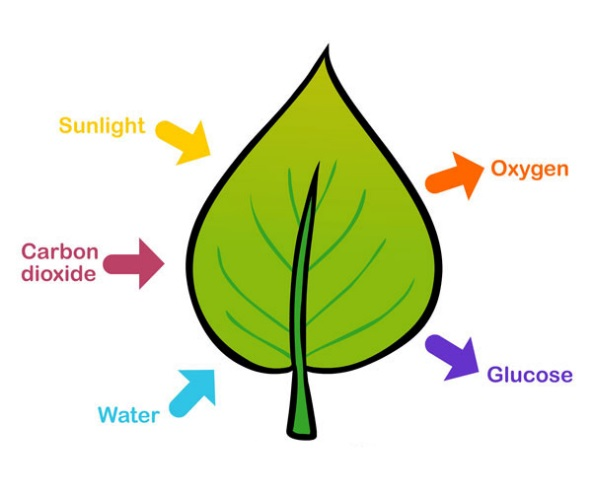 Sunlight
Oxygen
Carbon
dioxide
Glucose
Water